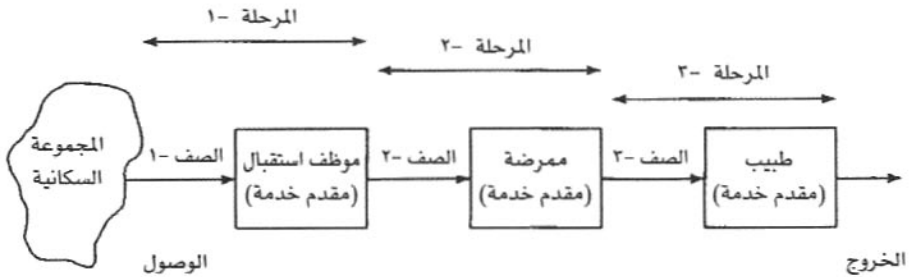 المرحلة -١
المرحلة -٢
المرحلة -٣
المجموعة
السكانية
الصف -١
موظف استقبال
(مقدم خدمة)
الصف -٢
ممرضة
(مقدم خدمة)
الصف -٣
طبيب
(مقدم خدمة)
الوصول
الخروج